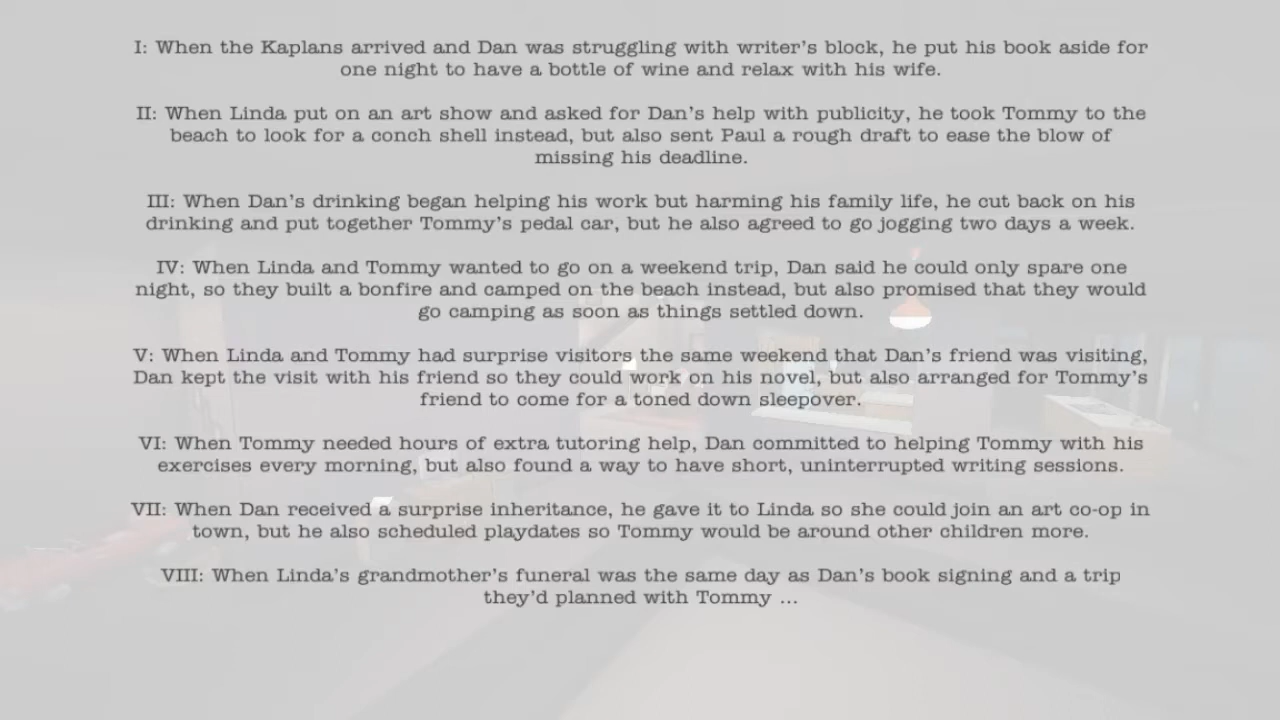 I: When the Kaplans arrived and Dan was struggling with writer's block, he put his book aside for
one night to have a bottle of wine and relax with his wife.
II: When Linda put on an art show and asked for Dan's help with publicity, he took Tommy to the
beach to look for a conch shell instead, but also sent Paul a rough draft to ease the blow of
missing his deadline.
III: When Dan's drinking began helping his work but harming his family life, he cut back on his
drinking and put together Tommy's pedal car, but he also agreed to go jogging two days a week.
IV: When Linda and Tommy wanted to go on a weekend trip, Dan said he could only spare one
night, so they built a bonfire and camped on the beach instead, but also promised that they would
go camping as soon as things settled down.
V: When Linda and Tommy had surprise visitors the same weekend that Dan's friend was visiting,
Dan kept the visit with his friend so they could work on his novel, but also arranged for Tommy's
friend to come for a toned down sleepover.
VI: When Tommy needed hours of extra tutoring help, Dan committed to helping Tommy with his
exercises every morning, but also found a way to have short, uninterrupted writing sessions.
VII: When Dan received a surprise inheritance, he gave it to Linda so she could join an art co-op in
town, but he also scheduled playdates so Tommy would be around other children more.
VIII: When Linda's grandmother's funeral was the same day as Dan's book signing and a trip
they'd planned with Tommy ...